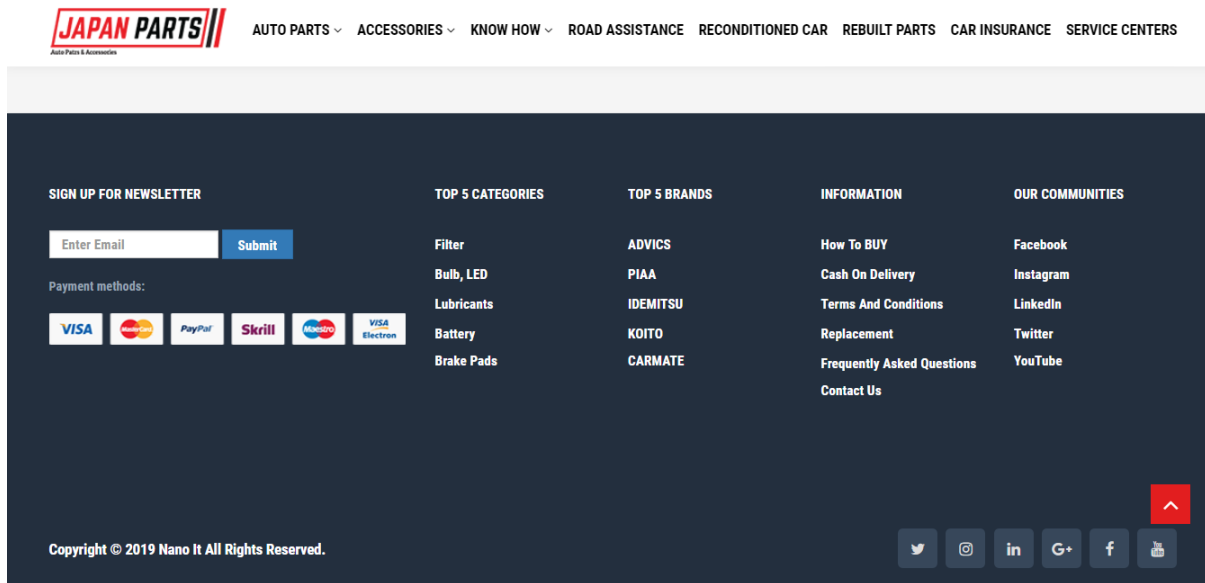 JAPAN PARTS
Auto Patrs & Acomssories
AUTO PARTS ACCESSORIES KNOW HOW ROAD ASSISTANCE RECONDITIONED CAR REBUILT PARTS CAR INSURANCE SERVICE CENTERS
SIGN UP FOR NEWSLETTER
Enter Email Submit
Payment methods:
VISA MasterCard PayPal Skrill Maestro VISA Electron
TOP 5 CATEGORIES
Filter
Bulb, LED
Lubricants
Battery
Brake Pads
TOP 5 BRANDS
ADVICS
PIAA
IDEMITSU
KOITO
CARMATE
INFORMATION
How To BUY
Cash On Delivery
Terms And Conditions
Replacement
Frequently Asked Questions
Contact Us
OUR COMMUNITIES
Facebook
Instagram
LinkedIn
Twitter
YouTube
Copyright © 2019 Nano It All Rights Reserved.
in G+ f You Tube